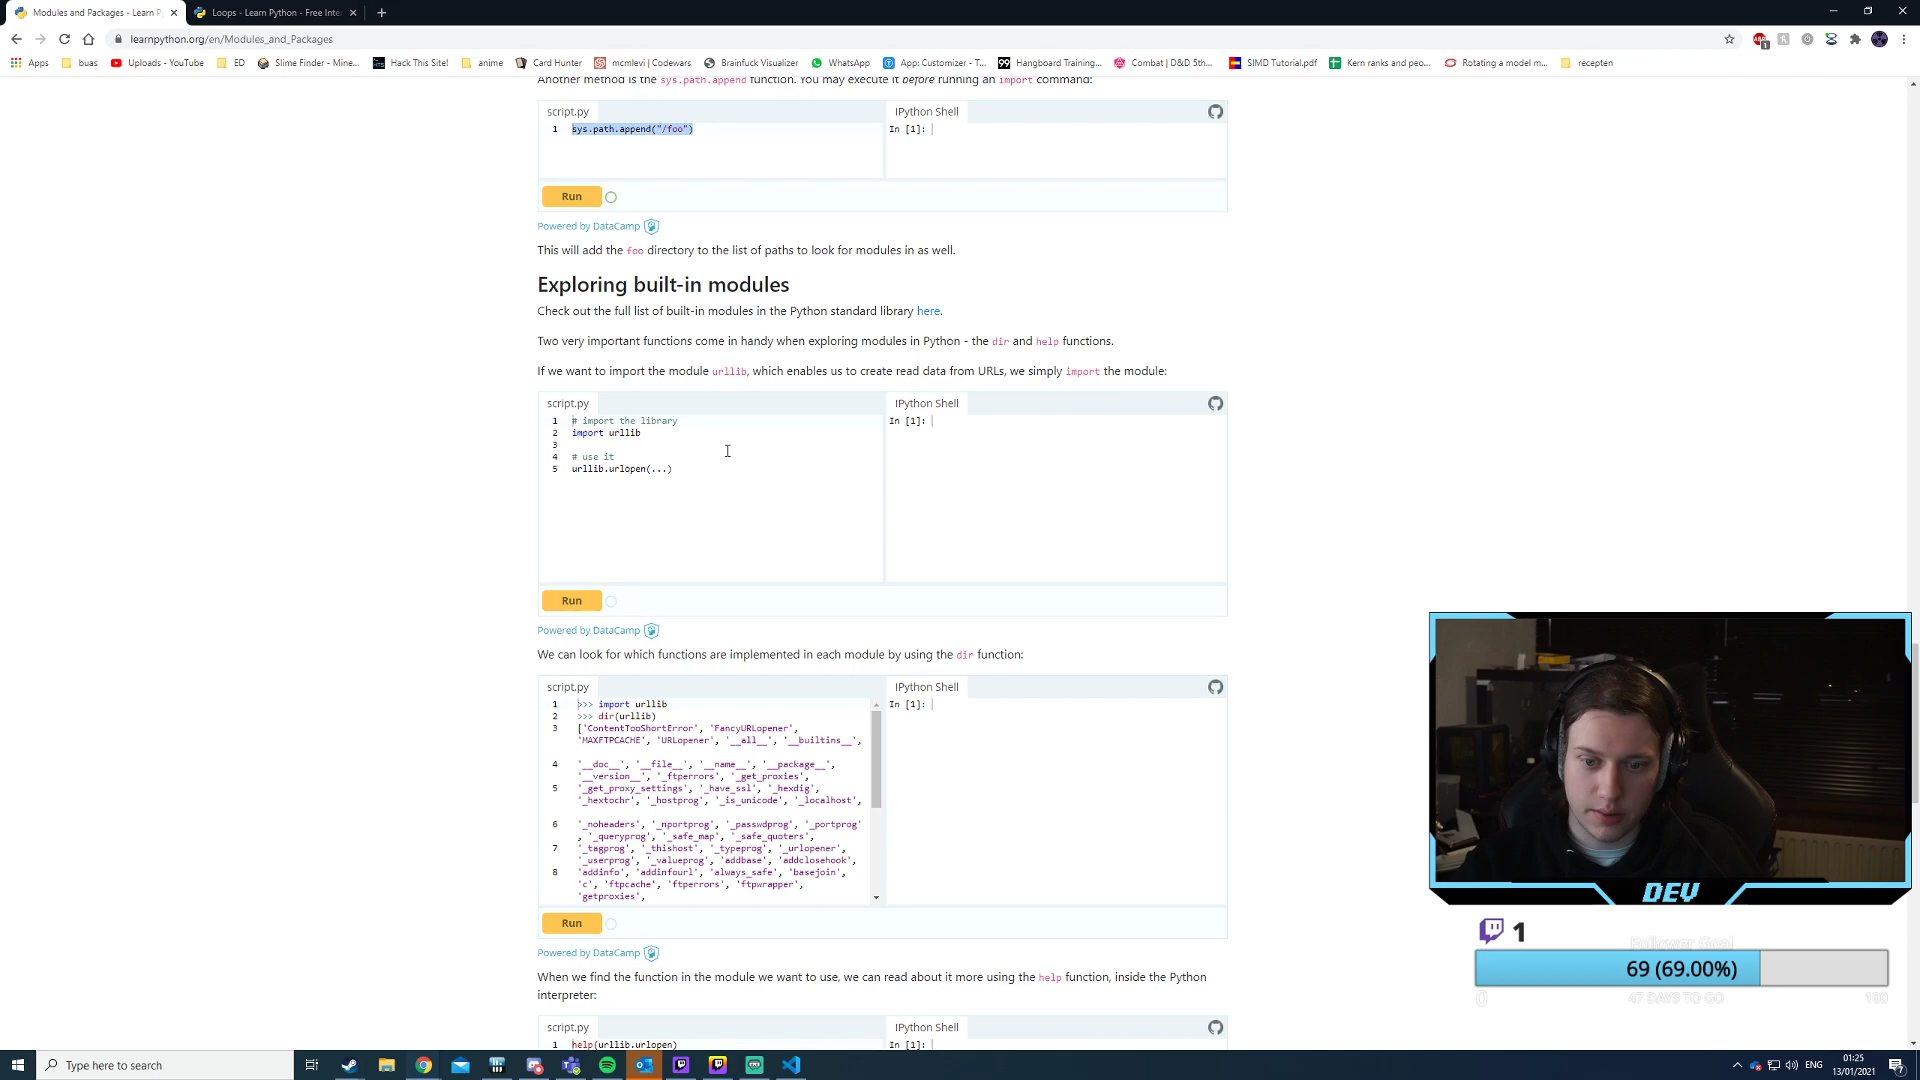 Modules and Packages - Learn P
Loops - Learn Python - Free Inte
learnpython.org/en/Modules_and_Packages
Apps
buas
Uploads - YouTube
ED
Slime Finder - Mine...
Hack This Site!
anime
Card Hunter
mcmlevi | Codewars
Brainfuck Visualizer
WhatsApp
App: Customizer - T...
Hangboard Training...
Combat | D&D 5th...
SIMD Tutorial.pdf
Kern ranks and peo...
Rotating a model m...
recepten
Another method is the sys.path.append function. You may execute it before running an import command:
script.py
IPython Shell
1 sys.path.append("/foo")
In [1]:
Run
Powered by DataCamp
This will add the foo directory to the list of paths to look for modules in as well.
Exploring built-in modules
Check out the full list of built-in modules in the Python standard library here.
Two very important functions come in handy when exploring modules in Python - the dir and help functions.
If we want to import the module urllib, which enables us to create read data from URLs, we simply import the module:
script.py
IPython Shell
1 # import the library
In [1]:
2 import urllib
3
4 # use it
5 urllib.urlopen(...)
Run
Powered by DataCamp
We can look for which functions are implemented in each module by using the dir function:
script.py
IPython Shell
1 >>> import urllib
In [1]:
2 >>> dir(urllib)
3 ['ContentTooShortError', 'FancyURLopener',
'MAXFTPCACHE', 'URLopener', '__all__', '__builtins__',
4 '__doc__', '__file__', '__name__', '__package__',
'__version__', '_ftperrors', '_get_proxies',
5 '_get_proxy_settings', '_have_ssl', '_hexdig',
'_hextochr', '_hostprog', '_is_unicode', '_localhost',
6 '_noheaders', '_nportprog', '_passwdprog', '_portprog'
, '_queryprog', '_safe_map', '_safe_quoters',
7 '_tagprog', '_thishost', '_typeprog', '_urlopener',
'_userprog', '_valueprog', 'addbase', 'addclosehook',
8 'addinfo', 'addinfourl', 'always_safe', 'basejoin',
'c', 'ftpcache', 'ftperrors', 'ftpwrapper',
'getproxies',
Run
Powered by DataCamp
When we find the function in the module we want to use, we can read about it more using the help function, inside the Python
interpreter:
script.py
IPython Shell
1 help(urllib.urlopen)
In [1]:
DEV
1
Follower Goal
69 (69.00%)
0
47 DAYS TO GO
100
Type here to search
ENG
01:25
13/01/2021